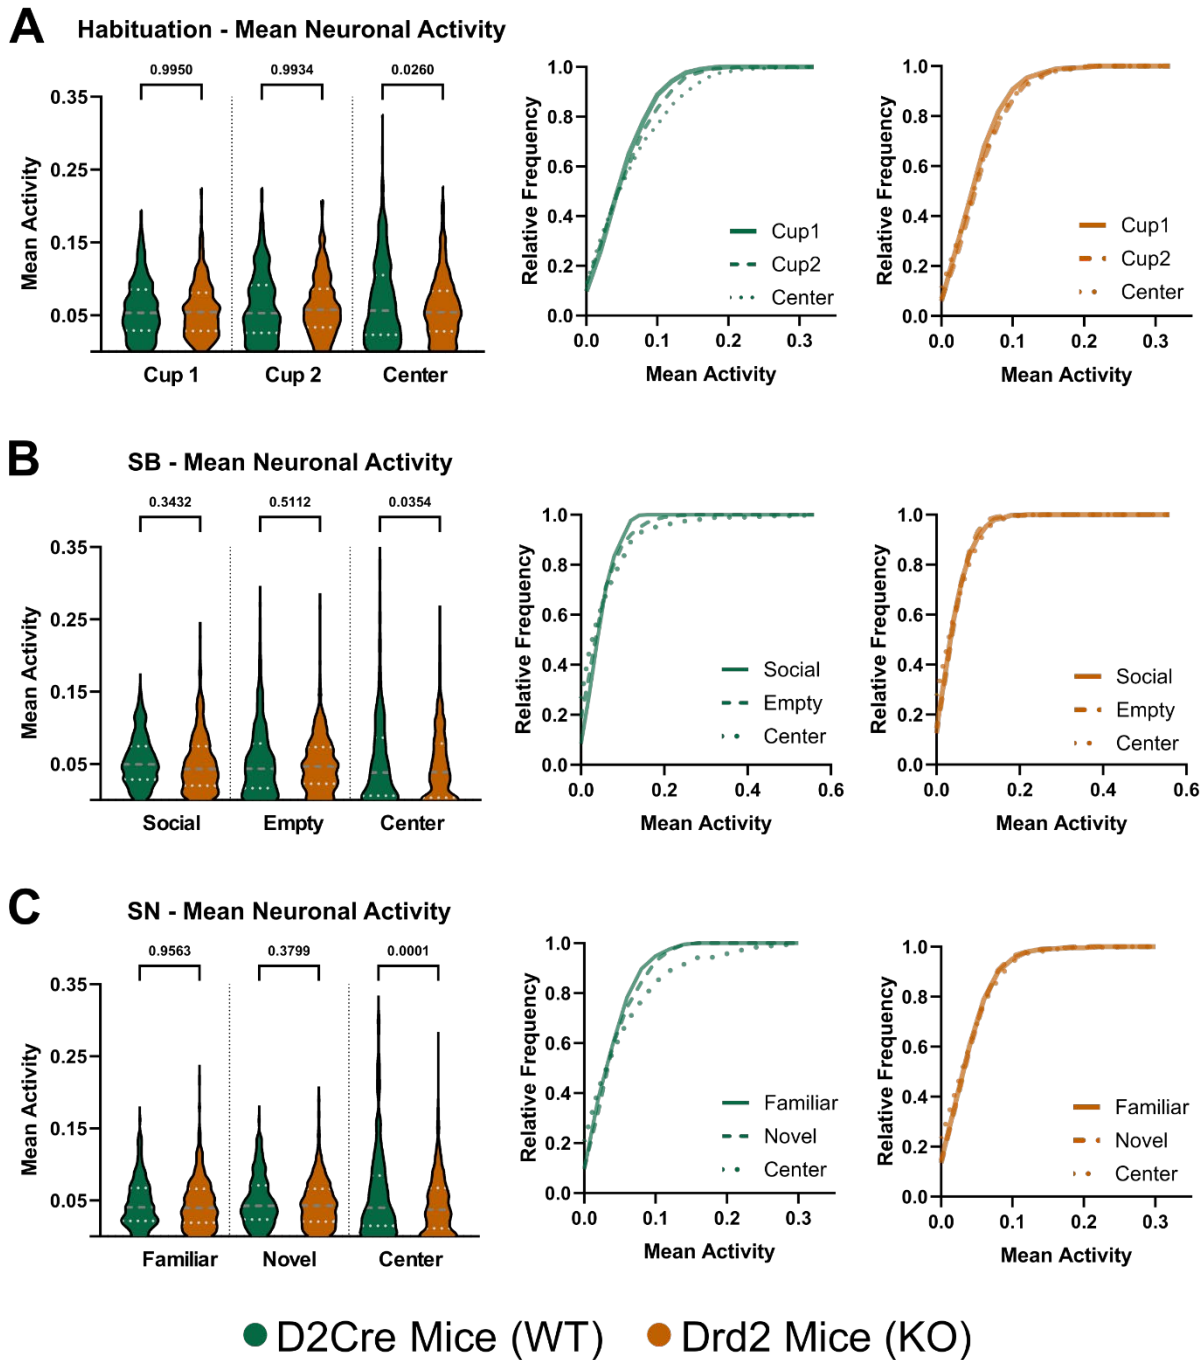 A
Habituation - Mean Neuronal Activity
0.9950 0.9934 0.0260
0.35
0.25
0.15
0.05
Mean Activity
Cup 1 Cup 2 Center
1.0
0.8
0.6
0.4
0.2
0.0
Relative Frequency
Cup1
Cup2
Center
0.0 0.1 0.2 0.3
Mean Activity
1.0
0.8
0.6
0.4
0.2
0.0
Relative Frequency
Cup1
Cup2
Center
0.0 0.1 0.2 0.3
Mean Activity
B
SB - Mean Neuronal Activity
0.3432 0.5112 0.0354
0.35
0.25
0.15
0.05
Mean Activity
Social Empty Center
1.0
0.8
0.6
0.4
0.2
0.0
Relative Frequency
Social
Empty
Center
0.0 0.2 0.4 0.6
Mean Activity
1.0
0.8
0.6
0.4
0.2
0.0
Relative Frequency
Social
Empty
Center
0.0 0.2 0.4 0.6
Mean Activity
C
SN - Mean Neuronal Activity
0.9563 0.3799 0.0001
0.35
0.25
0.15
0.05
Mean Activity
Familiar Novel Center
1.0
0.8
0.6
0.4
0.2
0.0
Relative Frequency
Familiar
Novel
Center
0.0 0.1 0.2 0.3
Mean Activity
1.0
0.8
0.6
0.4
0.2
0.0
Relative Frequency
Familiar
Novel
Center
0.0 0.1 0.2 0.3
Mean Activity
D2Cre Mice (WT) Drd2 Mice (KO)